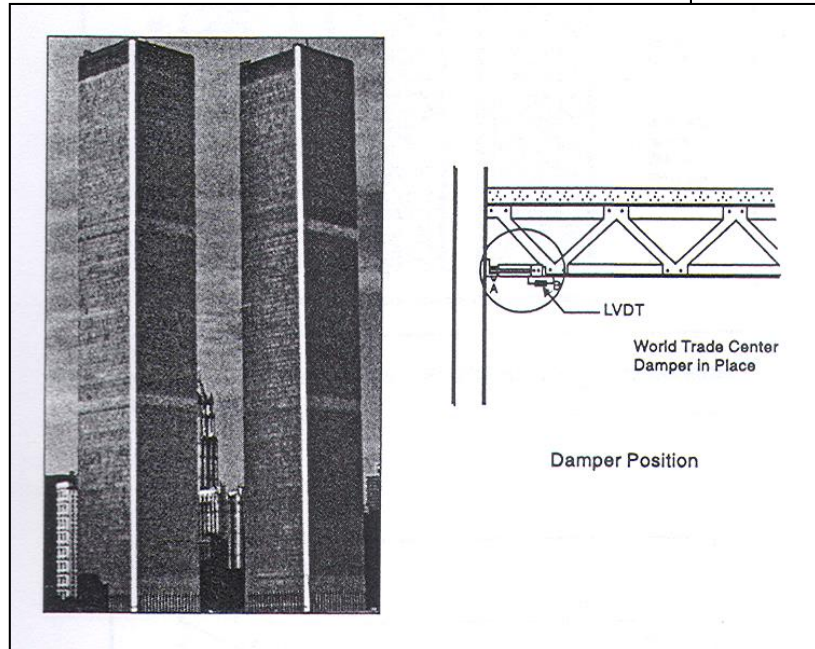 A
B
LVDT
World Trade Center
Damper in Place
Damper Position